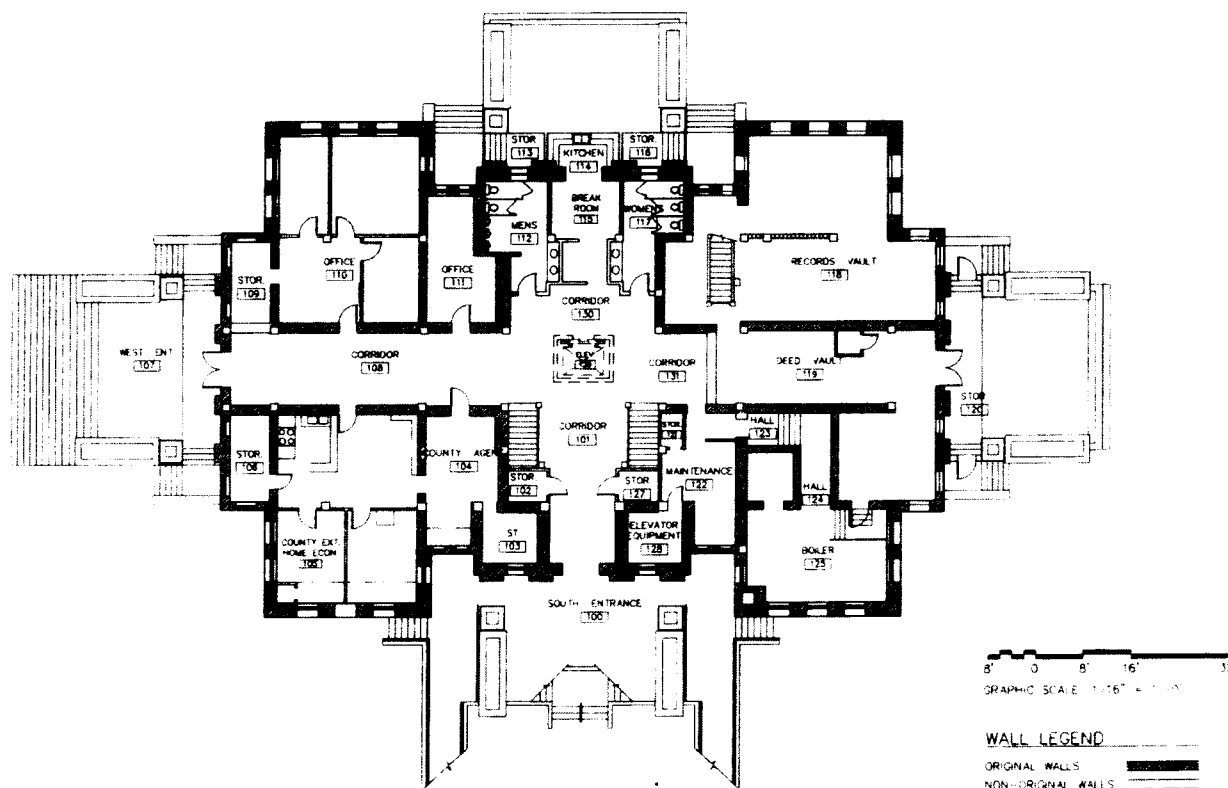 STOR.
113
KITCHEN
114
STOR.
116
BREAK
ROOM
115
MENS
112
WOMENS
117
OFFICE
110
OFFICE
111
STOR.
109
RECORDS VAULT
118
CORRIDOR
130
WEST ENT
107
CORRIDOR
108
ELEV
CORRIDOR
131
DEED VAULT
119
STOR
120
CORRIDOR
101
STOR.
HALL
123
STOR.
106
COUNTY AGENT
104
STOR
102
STOR
127
MAINTENANCE
122
HALL
124
COUNTY EXT.
HOME ECON
105
ST
103
ELEVATOR
EQUIPMENT
128
BOILER
125
SOUTH ENTRANCE
100
8' 0 8' 16'
GRAPHIC SCALE 1/16" =
WALL LEGEND
ORIGINAL WALLS
NON-ORIGINAL WALLS